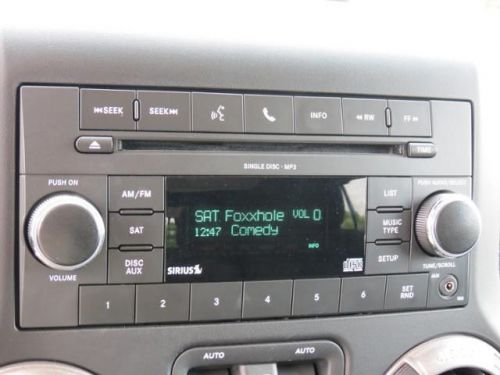 SEEK SEEK INFO RW FF
TIME
SINGLE DISC - MP3
PUSH ON
VOLUME
AM/FM
SAT
DISC AUX
SAT Foxxhole VOL 0
12:47 Comedy
INFO
SIRIUS
LIST
MUSIC TYPE
SETUP
PUSH AUDIO/SELECT
TUNE/SCROLL
1 2 3 4 5 6 SET RND
AUTO AUTO